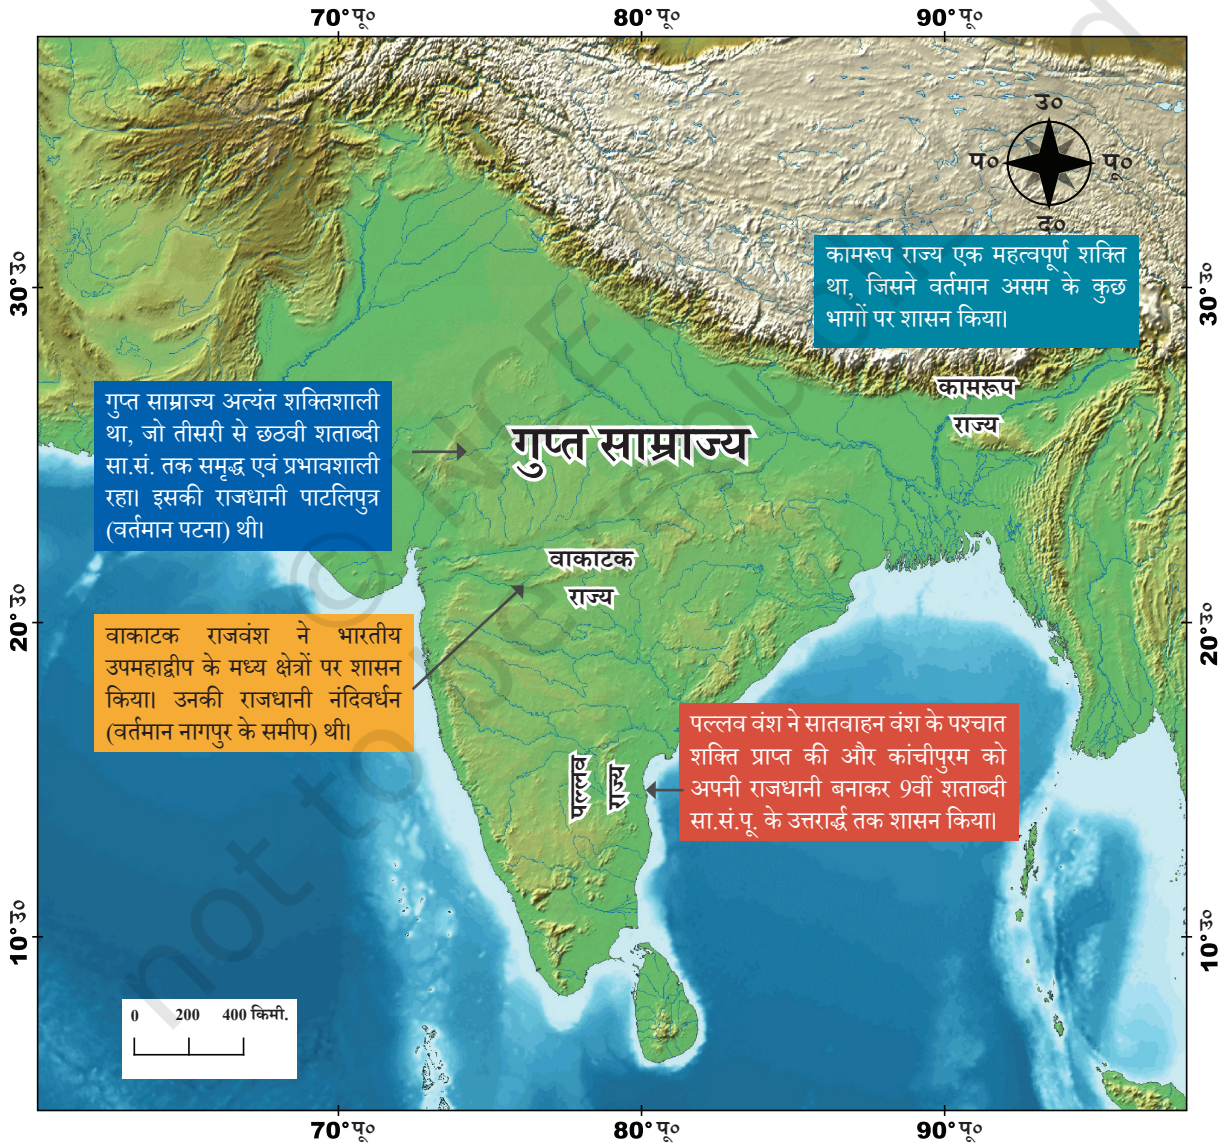 70°पू०
80°पू०
90°पू०
उ०
प०
पू०
द०
30°उ०
30°उ०
कामरूप राज्य एक महत्वपूर्ण शक्ति
था, जिसने वर्तमान असम के कुछ
भागों पर शासन किया।
कामरूप
राज्य
गुप्त साम्राज्य अत्यंत शक्तिशाली
था, जो तीसरी से छठवी शताब्दी
सा.सं. तक समृद्ध एवं प्रभावशाली
रहा। इसकी राजधानी पाटलिपुत्र
(वर्तमान पटना) थी।
गुप्त साम्राज्य
वाकाटक
राज्य
20°उ०
20°उ०
वाकाटक राजवंश ने भारतीय
उपमहाद्वीप के मध्य क्षेत्रों पर शासन
किया। उनकी राजधानी नंदिवर्धन
(वर्तमान नागपुर के समीप) थी।
पल्लव
राज्य
पल्लव वंश ने सातवाहन वंश के पश्चात
शक्ति प्राप्त की और कांचीपुरम को
अपनी राजधानी बनाकर 9वीं शताब्दी
सा.सं.पू. के उत्तरार्द्ध तक शासन किया।
10°उ०
10°उ०
0 200 400 किमी.
70°पू०
80°पू०
90°पू०